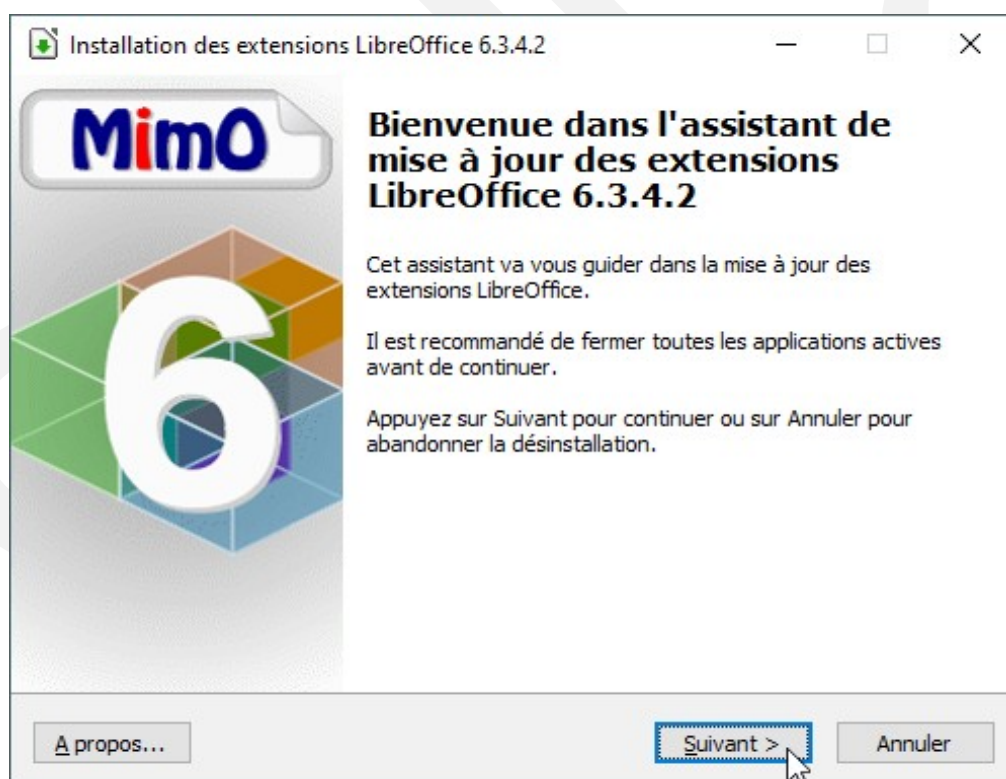 Installation des extensions LibreOffice 6.3.4.2
MimO
6
Bienvenue dans l'assistant de
mise à jour des extensions
LibreOffice 6.3.4.2
Cet assistant va vous guider dans la mise à jour des
extensions LibreOffice.
Il est recommandé de fermer toutes les applications actives
avant de continuer.
Appuyez sur Suivant pour continuer ou sur Annuler pour
abandonner la désinstallation.
A propos...
Suivant >
Annuler